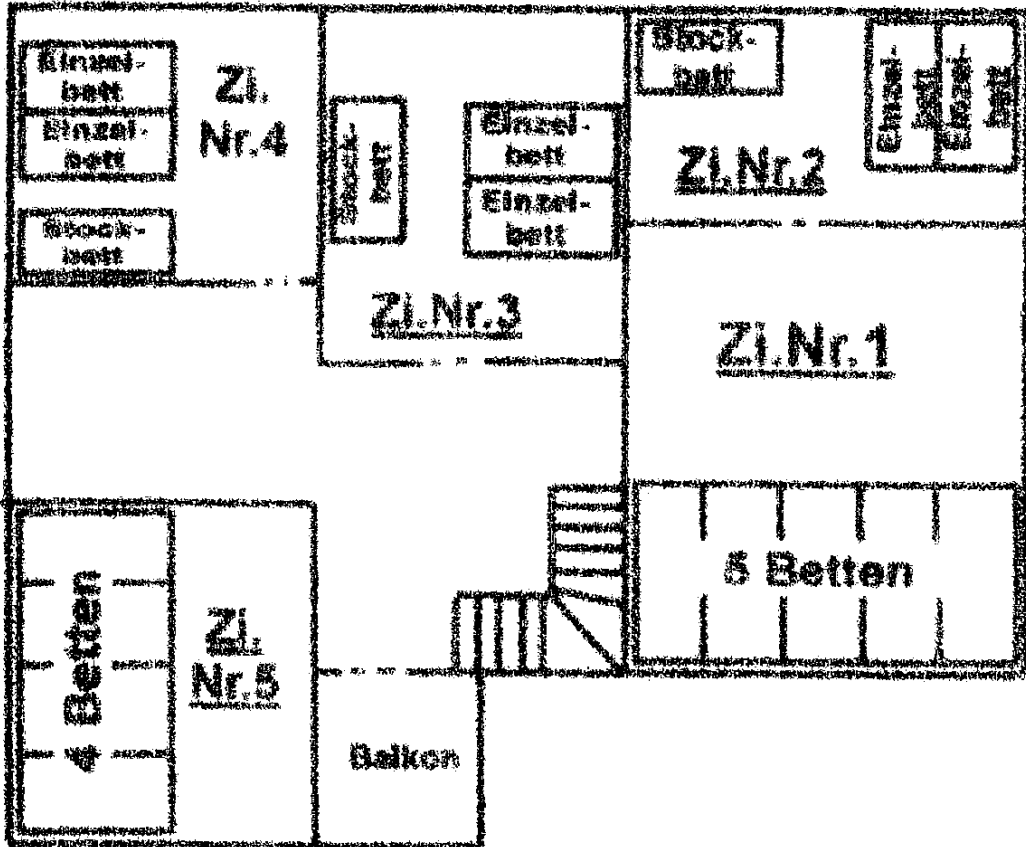 Einzel-
bett
Einzel-
bett
Stock-
bett
Zi.
Nr.4
Stock-
bett
Einzel-
bett
Einzel-
bett
Zi.Nr.3
Stock-
bett
Einzel-
bett
Einzel-
bett
Zi.Nr.2
Zi.Nr.1
5 Betten
4 Betten
Zi.
Nr.5
Balkon